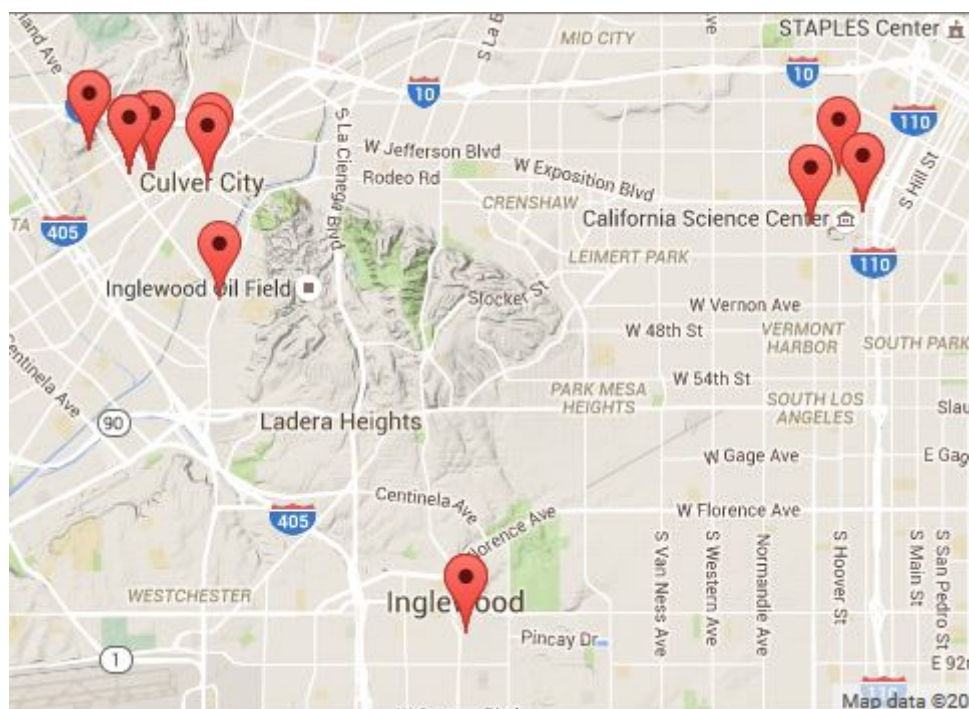 STAPLES Center
MID CITY
10
10
110
W Jefferson Blvd
W Exposition Blvd
S Hill St
Culver City
Rodeo Rd
CRENSHAW
S La Cienega Blvd
California Science Center
405
LEIMERT PARK
110
Inglewood Oil Field
Stocker St
W Vernon Ave
W 48th St
VERMONT
HARBOR
SOUTH PARK
Centinela Ave
W 54th St
PARK MESA
HEIGHTS
SOUTH LOS
ANGELES
90
Ladera Heights
W Gage Ave
Centinela Ave
W Florence Ave
405
S Van Ness Ave
S Western Ave
Normandie Ave
S Hoover St
S Main St
S San Pedro St
WESTCHESTER
Inglewood
Pincay Dr
1
E 92n
110
Map data ©20